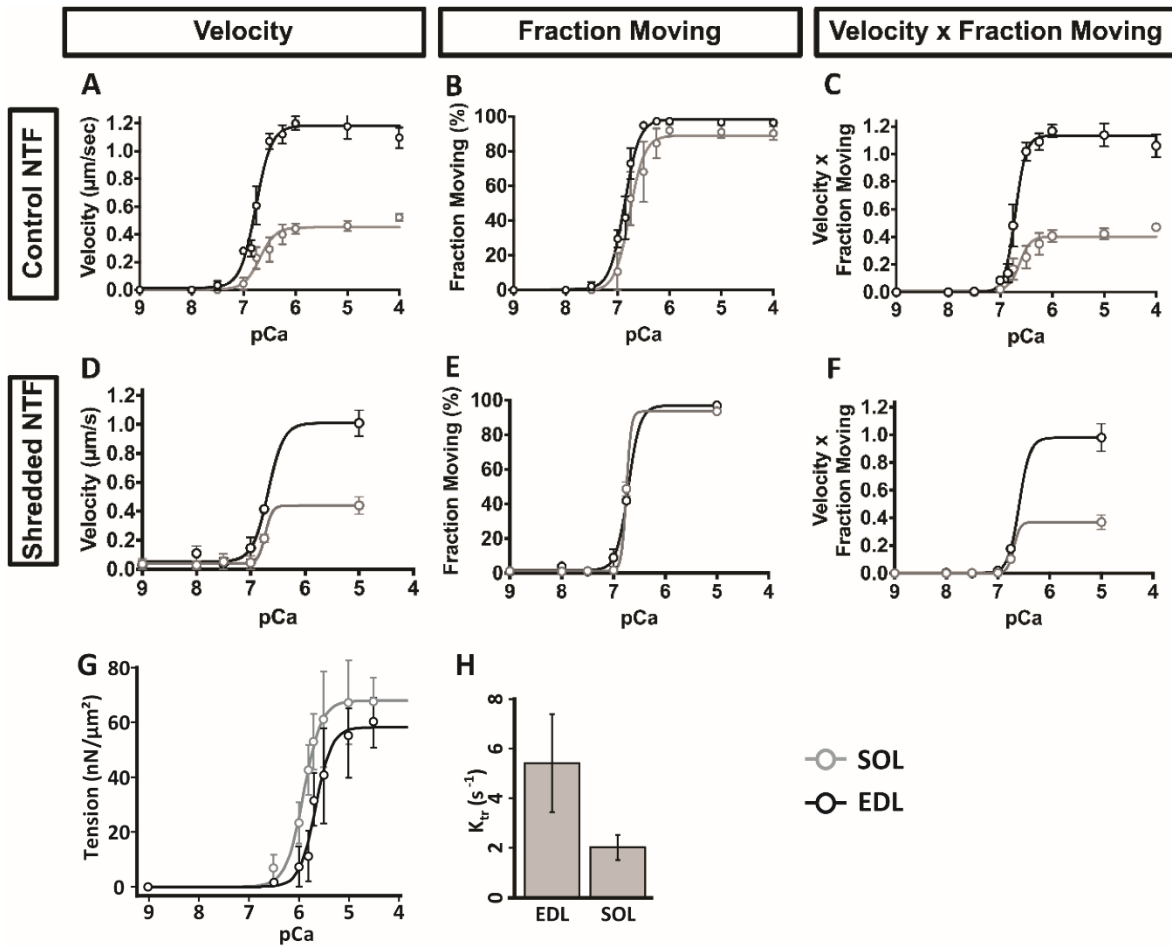 Velocity
Fraction Moving
Velocity x Fraction Moving
Control NTF
A
Velocity (μm/sec)
1.2
1.0
0.8
0.6
0.4
0.2
0.0
9 8 7 6 5 4
pCa
B
Fraction Moving (%)
100
80
60
40
20
0
9 8 7 6 5 4
pCa
C
Velocity x
Fraction Moving
1.2
1.0
0.8
0.6
0.4
0.2
0.0
9 8 7 6 5 4
pCa
Shredded NTF
D
Velocity (μm/s)
1.2
1.0
0.8
0.6
0.4
0.2
0.0
9 8 7 6 5 4
pCa
E
Fraction Moving (%)
100
80
60
40
20
0
9 8 7 6 5 4
pCa
F
Velocity x
Fraction Moving
1.2
1.0
0.8
0.6
0.4
0.2
0.0
9 8 7 6 5 4
pCa
G
Tension (nN/μm²)
80
60
40
20
0
9 8 7 6 5 4
pCa
H
Ktr (s⁻¹)
8
6
4
2
0
EDL SOL
SOL
EDL